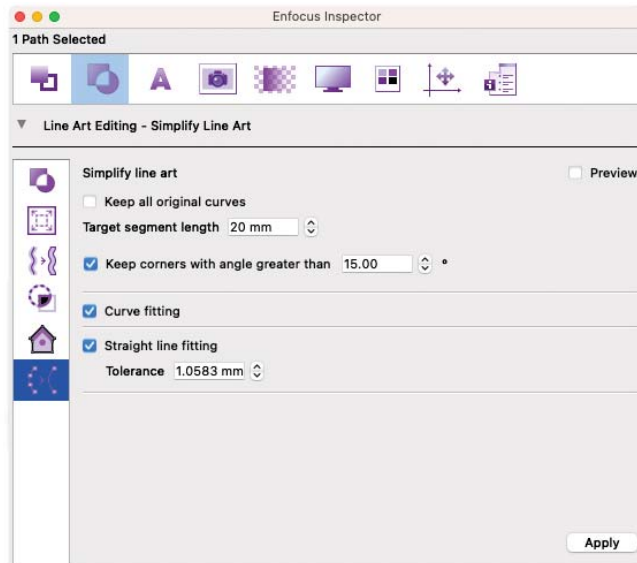 Enfocus Inspector
1 Path Selected
Line Art Editing - Simplify Line Art
Simplify line art
Preview
Keep all original curves
Target segment length 20 mm
Keep corners with angle greater than 15.00 °
Curve fitting
Straight line fitting
Tolerance 1.0583 mm
Apply